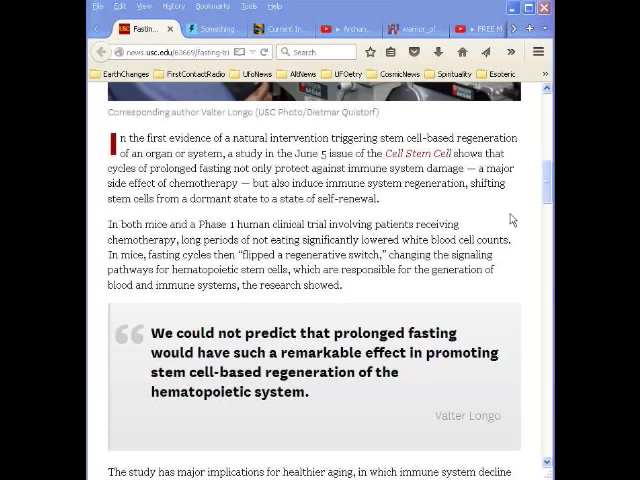 File Edit View History Bookmarks Tools Help
Fasting... Something... Current In Archan warrior_of FREE M
news.usc.edu/63669/fasting-tri Search
EarthChanges FirstContactRadio UfoNews AltNews UFOetry CosmicNews Spirituality Esoteric
Corresponding author Valter Longo (USC Photo/Dietmar Quistorf)
In the first evidence of a natural intervention triggering stem cell-based regeneration
of an organ or system, a study in the June 5 issue of the Cell Stem Cell shows that
cycles of prolonged fasting not only protect against immune system damage — a major
side effect of chemotherapy — but also induce immune system regeneration, shifting
stem cells from a dormant state to a state of self-renewal.
In both mice and a Phase 1 human clinical trial involving patients receiving
chemotherapy, long periods of not eating significantly lowered white blood cell counts.
In mice, fasting cycles then “flipped a regenerative switch,” changing the signaling
pathways for hematopoietic stem cells, which are responsible for the generation of
blood and immune systems, the research showed.
We could not predict that prolonged fasting
would have such a remarkable effect in promoting
stem cell-based regeneration of the
hematopoietic system.
Valter Longo
The study has major implications for healthier aging, in which immune system decline